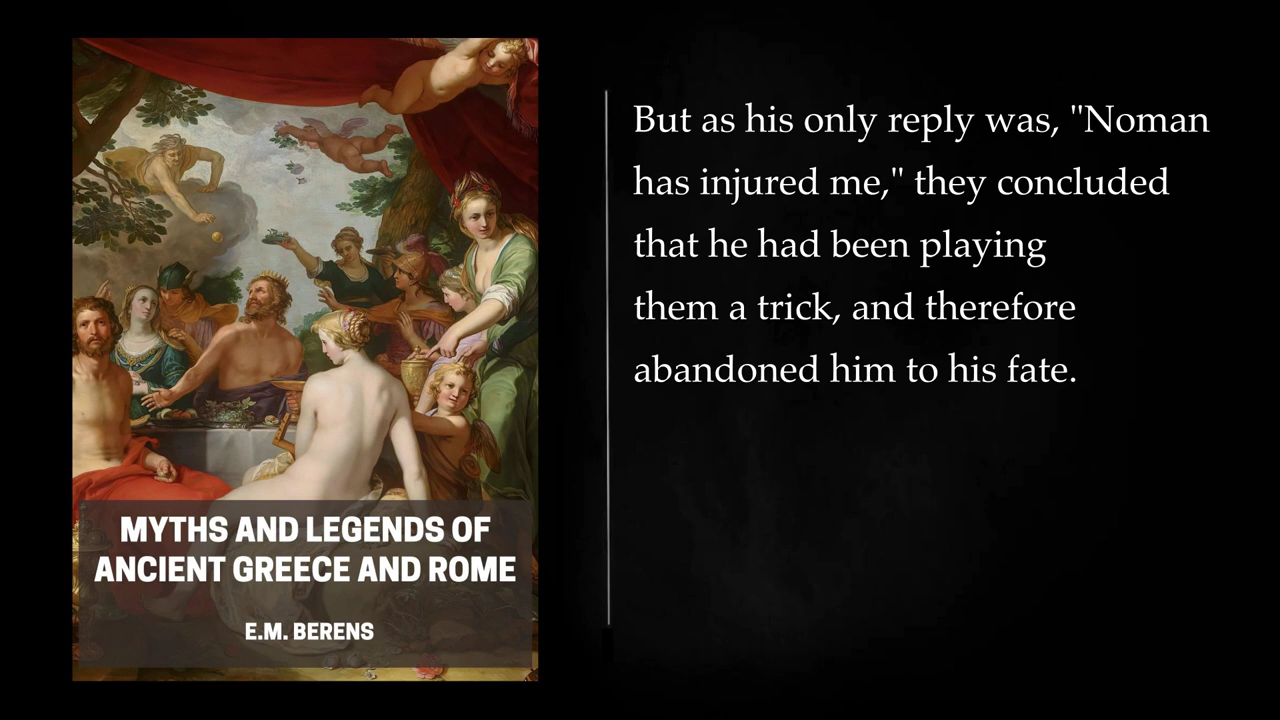 MYTHS AND LEGENDS OF
ANCIENT GREECE AND ROME
E.M. BERENS
But as his only reply was, "Noman
has injured me," they concluded
that he had been playing
them a trick, and therefore
abandoned him to his fate.